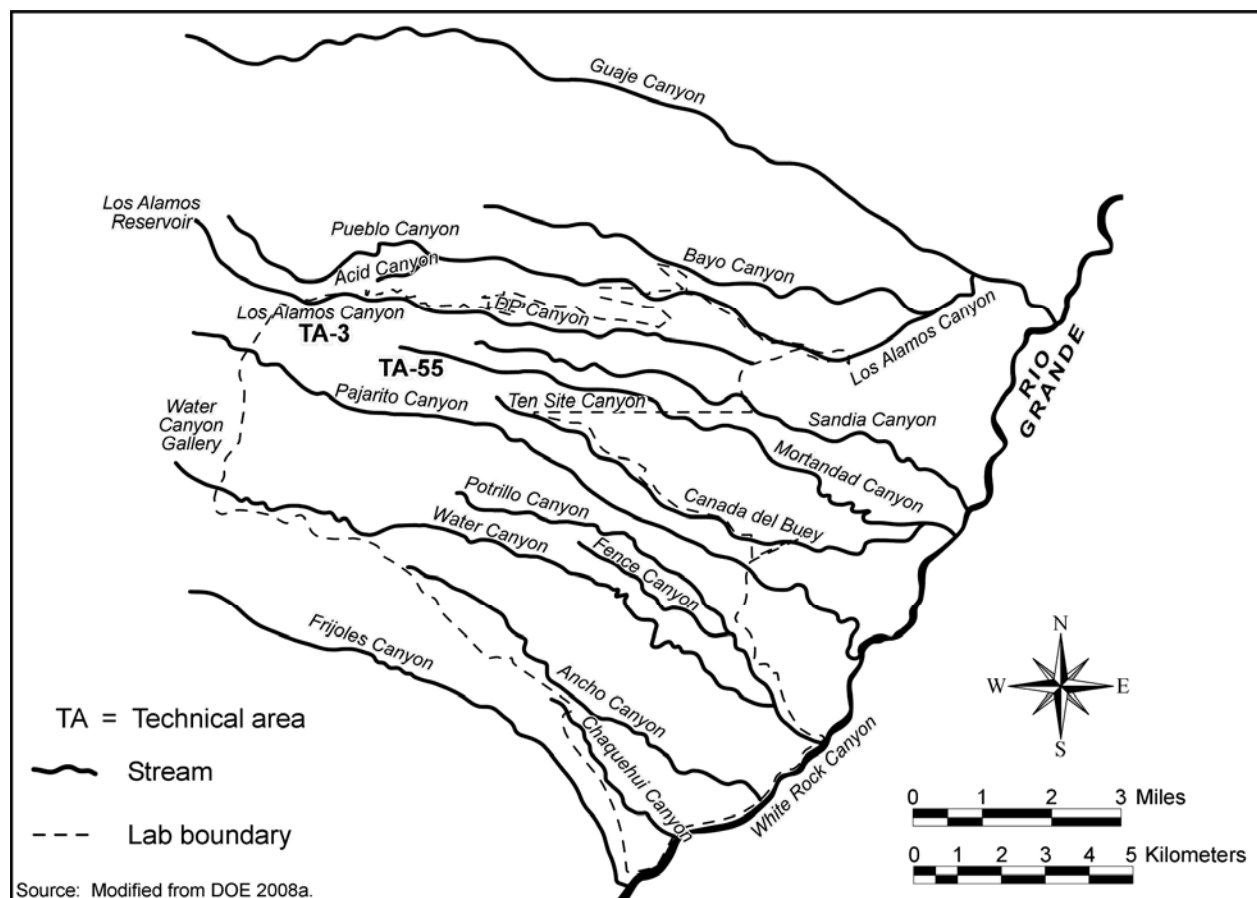 Guaje Canyon
Los Alamos
Reservoir
Pueblo Canyon
Bayo Canyon
Acid Canyon
DP Canyon
Los Alamos Canyon
Los Alamos Canyon
TA-3
TA-55
RIO
GRANDE
Pajarito Canyon
Ten Site Canyon
Sandia Canyon
Water
Canyon
Gallery
Mortandad Canyon
Potrillo Canyon
Canada del Buey
Water Canyon
Fence Canyon
Frijoles Canyon
Ancho Canyon
Chaquehui Canyon
White Rock Canyon
N
W
E
S
TA = Technical area
Stream
Lab boundary
0 1 2 3 Miles
0 1 2 3 4 5 Kilometers
Source: Modified from DOE 2008a.